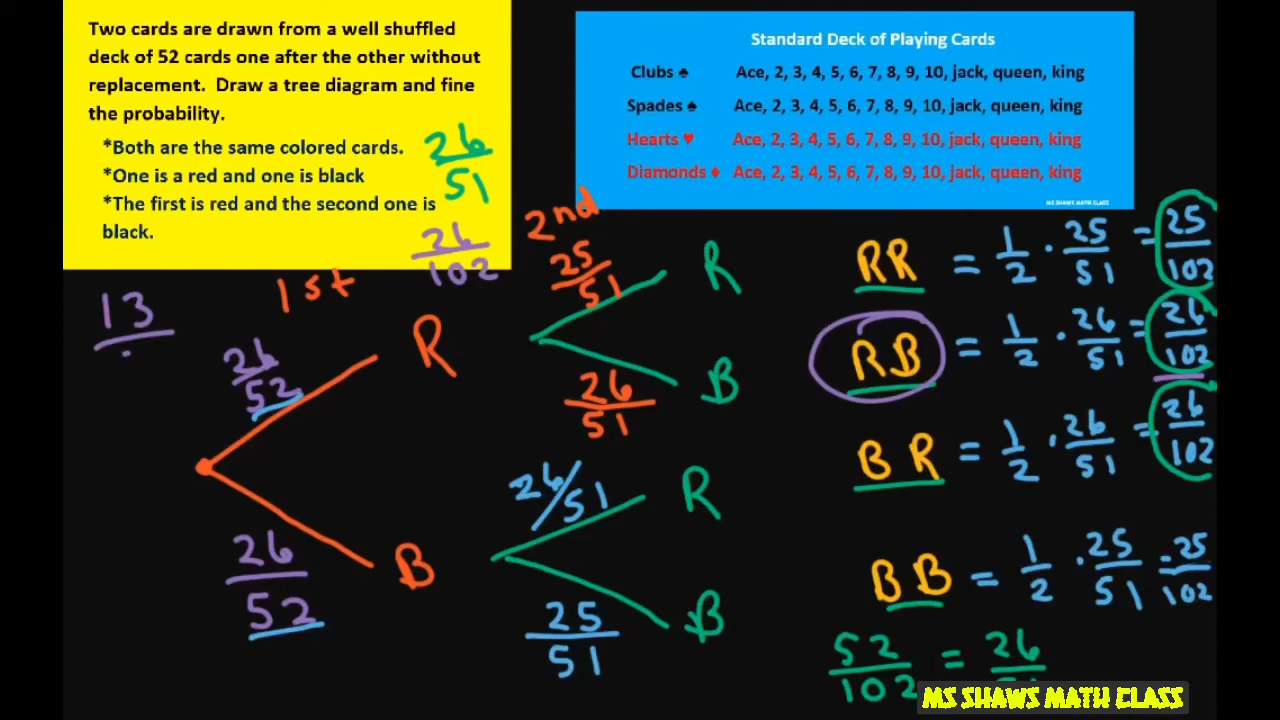 Two cards are drawn from a well shuffled
deck of 52 cards one after the other without
replacement. Draw a tree diagram and fine
the probability.
*Both are the same colored cards.
*One is a red and one is black
*The first is red and the second one is
black.
26/51
26/102
Standard Deck of Playing Cards
Clubs ♠ Ace, 2, 3, 4, 5, 6, 7, 8, 9, 10, jack, queen, king
Spades ♠ Ace, 2, 3, 4, 5, 6, 7, 8, 9, 10, jack, queen, king
Hearts ♥ Ace, 2, 3, 4, 5, 6, 7, 8, 9, 10, jack, queen, king
Diamonds ♦ Ace, 2, 3, 4, 5, 6, 7, 8, 9, 10, jack, queen, king
MS SHAWS MATH CLASS
13
1st
2nd
26/52
R
25/51
R
26/51
B
26/52
B
26/51
R
25/51
B
RR = 1/2 · 25/51 = 25/102
RB = 1/2 · 26/51 = 26/102
BR = 1/2 · 26/51 = 26/102
BB = 1/2 · 25/51 = 25/102
52/102 = 26
MS SHAWS MATH CLASS